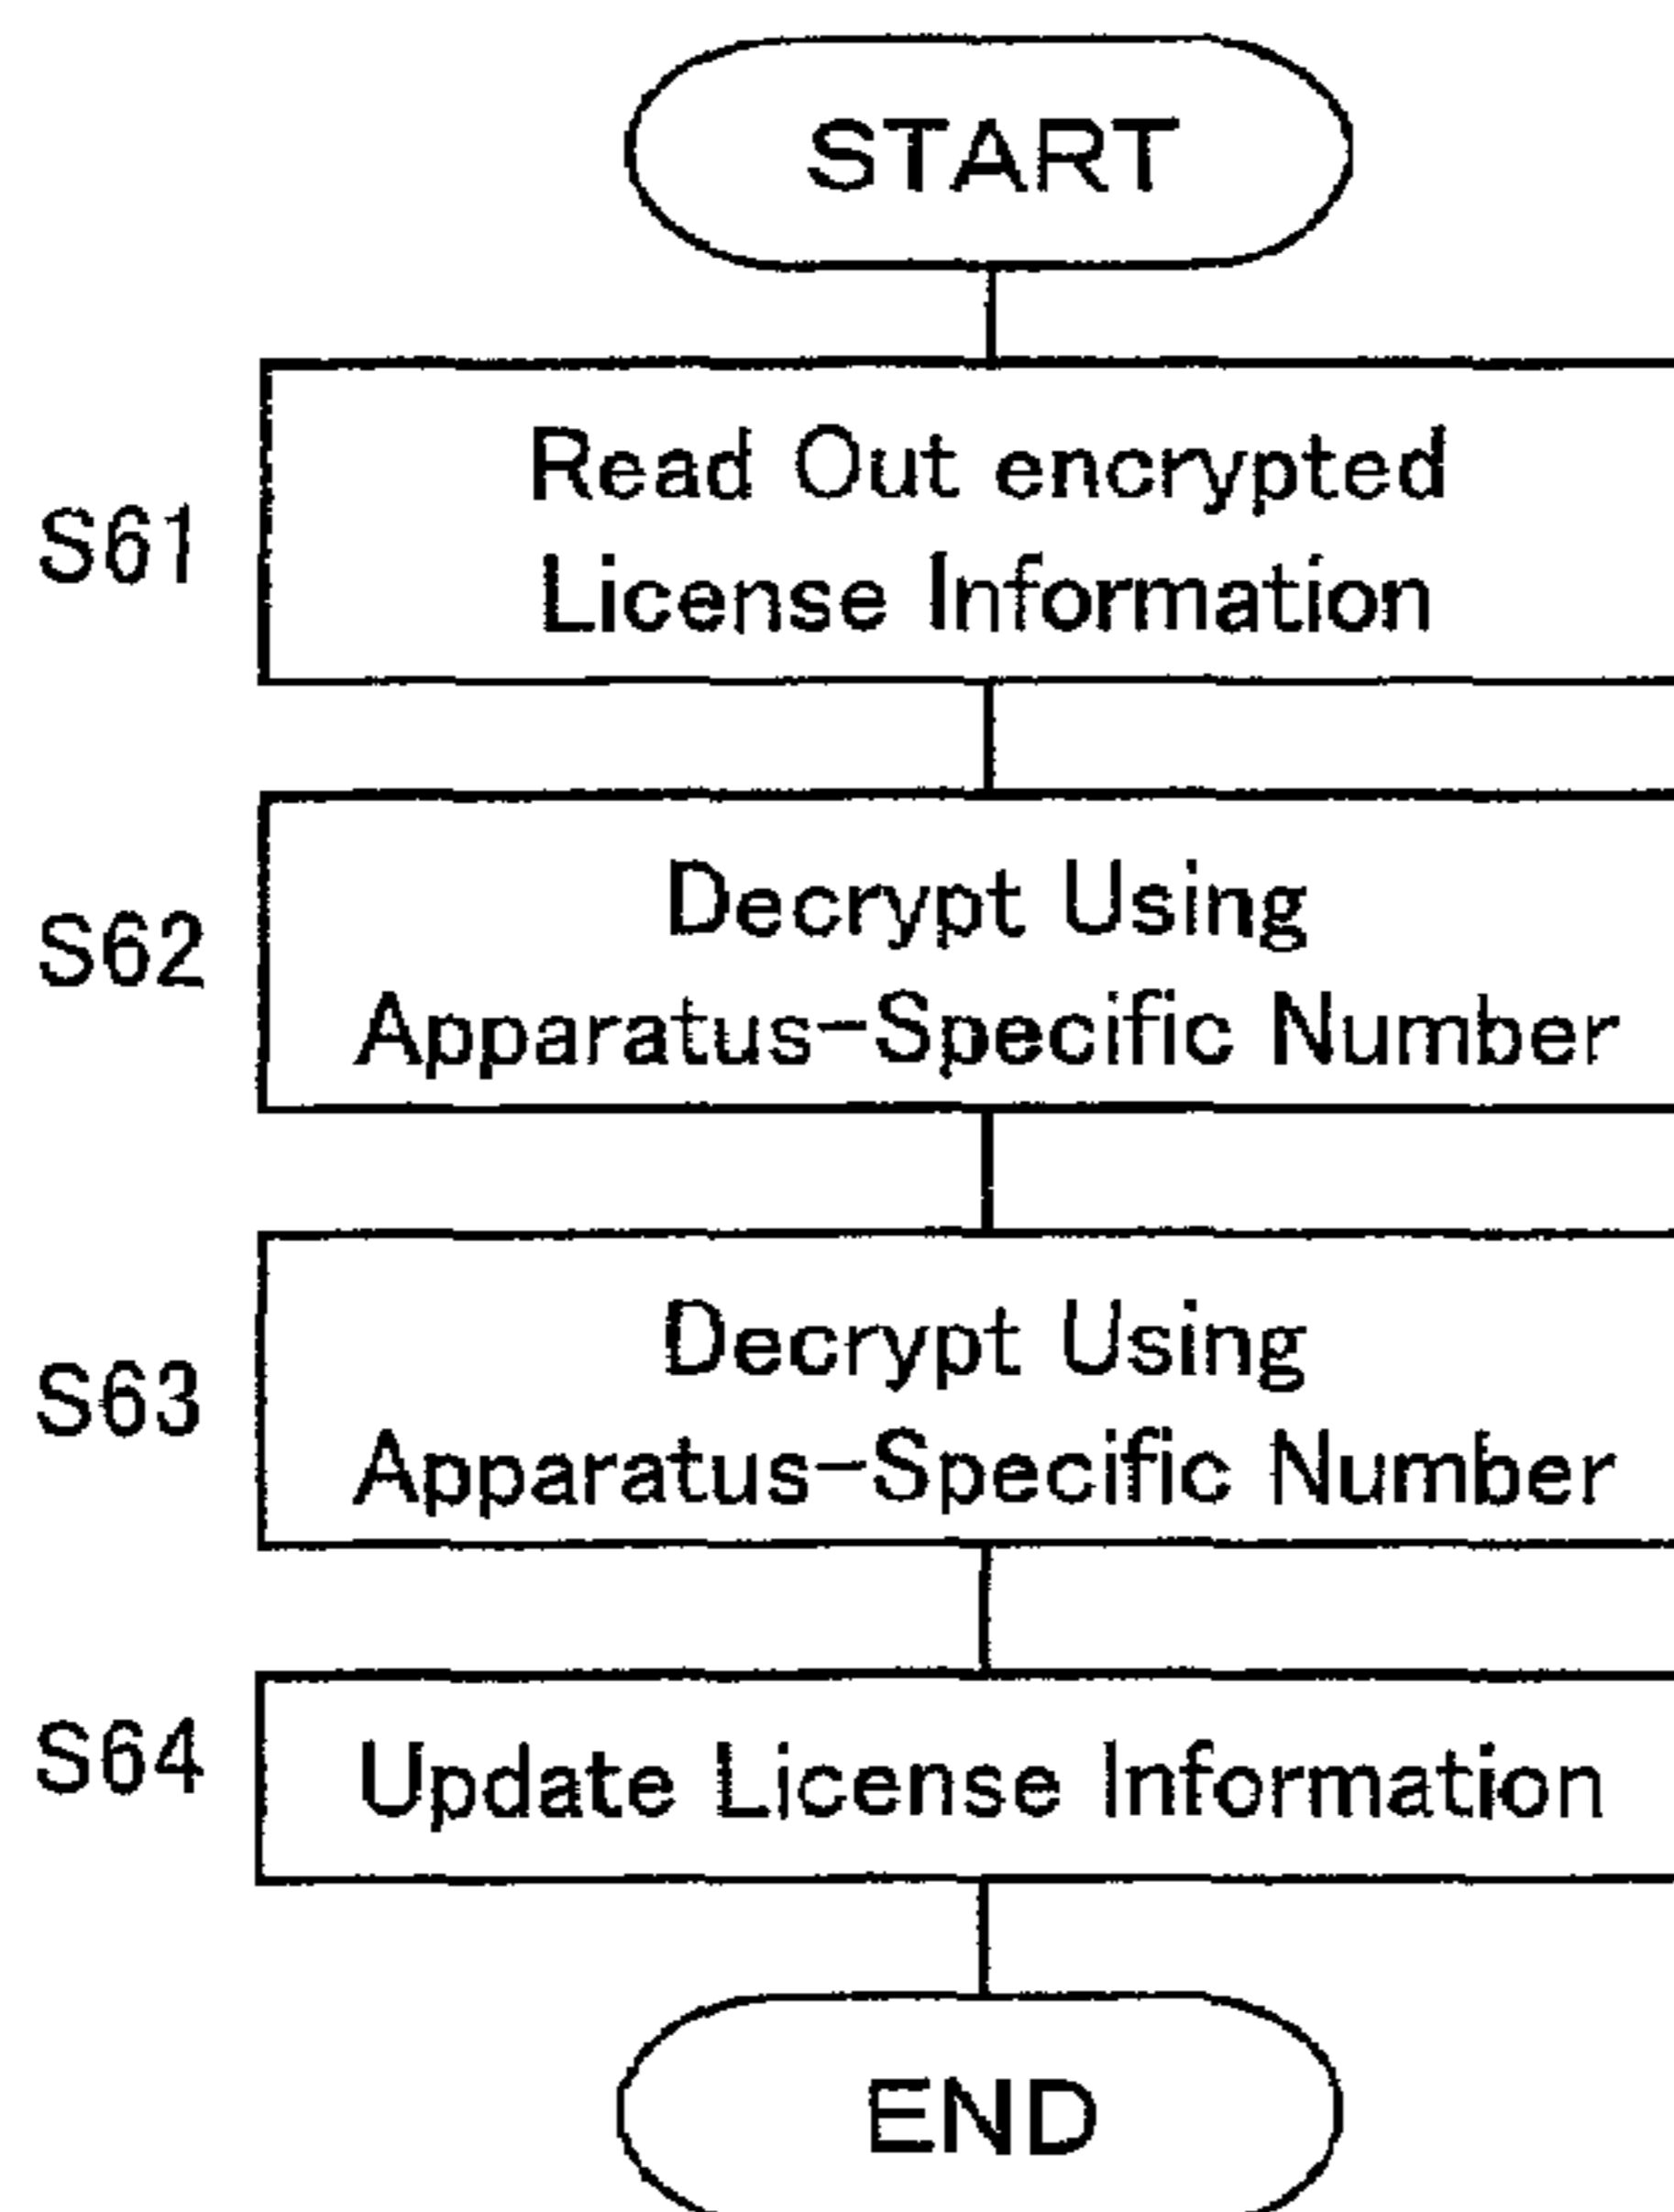 START
S61
Read Out encrypted
License Information
S62
Decrypt Using
Apparatus-Specific Number
S63
Decrypt Using
Apparatus-Specific Number
S64
Update License Information
END